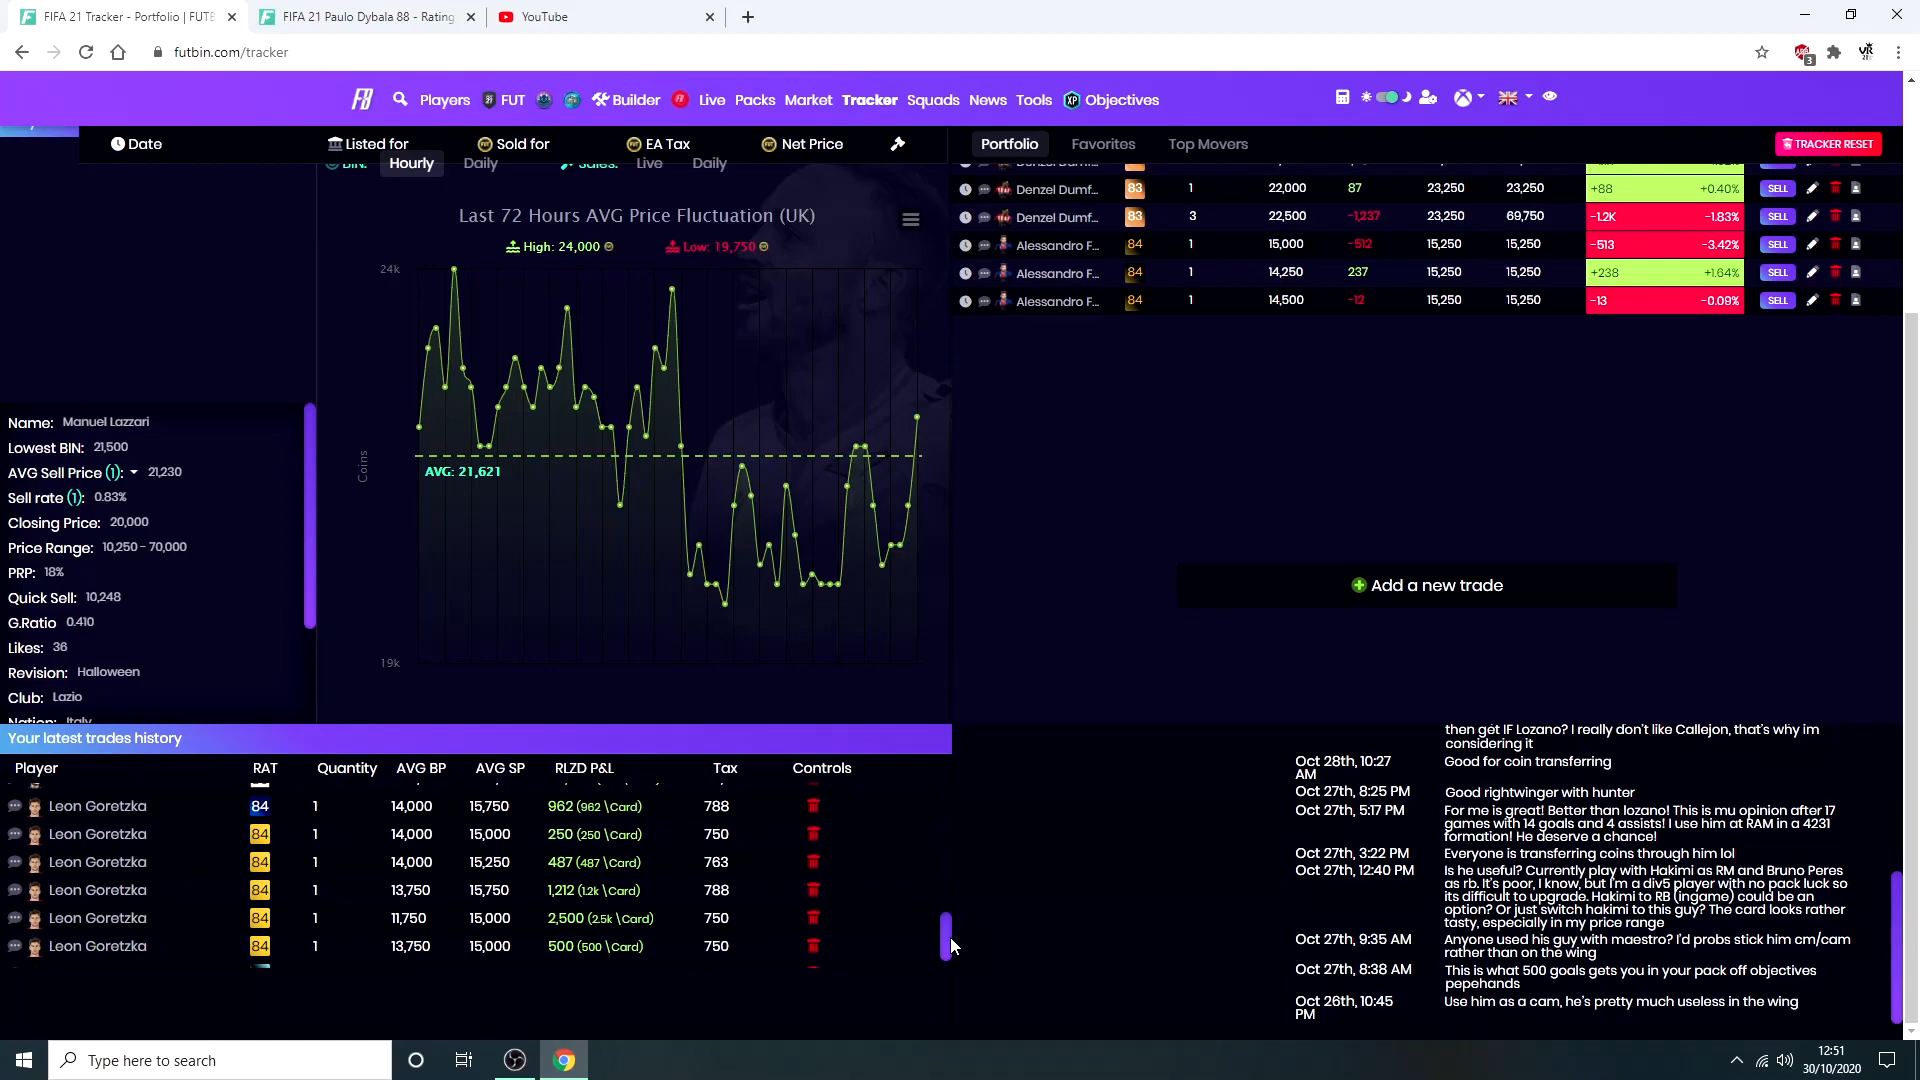 FIFA 21 Tracker - Portfolio | FUTB
FIFA 21 Paulo Dybala 88 - Rating
YouTube
futbin.com/tracker
3
Players FUT Builder Live Packs Market Tracker Squads News Tools XP Objectives
Date Listed for Sold for EA Tax Net Price
Portfolio Favorites Top Movers
TRACKER RESET
BIN: Hourly Daily Sales: Live Daily
Last 72 Hours AVG Price Fluctuation (UK)
High: 24,000 Low: 19,750
24k
Coins
AVG: 21,621
19k
Denzel Dumf... 83 1 22,000 87 23,250 23,250 +88 +0.40% SELL
Denzel Dumf... 83 3 22,500 -1,237 23,250 69,750 -1.2K -1.83% SELL
Alessandro F... 84 1 15,000 -512 15,250 15,250 -513 -3.42% SELL
Alessandro F... 84 1 14,250 237 15,250 15,250 +238 +1.64% SELL
Alessandro F... 84 1 14,500 -12 15,250 15,250 -13 -0.09% SELL
Add a new trade
Name: Manuel Lazzari
Lowest BIN: 21,500
AVG Sell Price (1): 21,230
Sell rate (1): 0.83%
Closing Price: 20,000
Price Range: 10,250 - 70,000
PRP: 18%
Quick Sell: 10,248
G.Ratio 0.410
Likes: 36
Revision: Halloween
Club: Lazio
Nation: Italy
Your latest trades history
Player RAT Quantity AVG BP AVG SP RLZD P&L Tax Controls
Leon Goretzka 84 1 14,000 15,750 962 (962 \Card) 788
Leon Goretzka 84 1 14,000 15,000 250 (250 \Card) 750
Leon Goretzka 84 1 14,000 15,250 487 (487 \Card) 763
Leon Goretzka 84 1 13,750 15,750 1,212 (1.2k \Card) 788
Leon Goretzka 84 1 11,750 15,000 2,500 (2.5k \Card) 750
Leon Goretzka 84 1 13,750 15,000 500 (500 \Card) 750
then get IF Lozano? I really don't like Callejon, that's why im
considering it
Oct 28th, 10:27 AM Good for coin transferring
Oct 27th, 8:25 PM Good rightwinger with hunter
Oct 27th, 5:17 PM For me is great! Better than lozano! This is mu opinion after 17
games with 14 goals and 4 assists! I use him at RAM in a 4231
formation! He deserve a chance!
Oct 27th, 3:22 PM Everyone is transferring coins through him lol
Oct 27th, 12:40 PM Is he useful? Currently play with Hakimi as RM and Bruno Peres
as rb. It's poor, I know, but I'm a div5 player with no pack luck so
its difficult to upgrade. Hakimi to RB (ingame) could be an
option? Or just switch hakimi to this guy? The card looks rather
tasty, especially in my price range
Oct 27th, 9:35 AM Anyone used his guy with maestro? I'd probs stick him cm/cam
rather than on the wing
Oct 27th, 8:38 AM This is what 500 goals gets you in your pack off objectives
pepehands
Oct 26th, 10:45 PM Use him as a cam, he's pretty much useless in the wing
Type here to search
12:51
30/10/2020